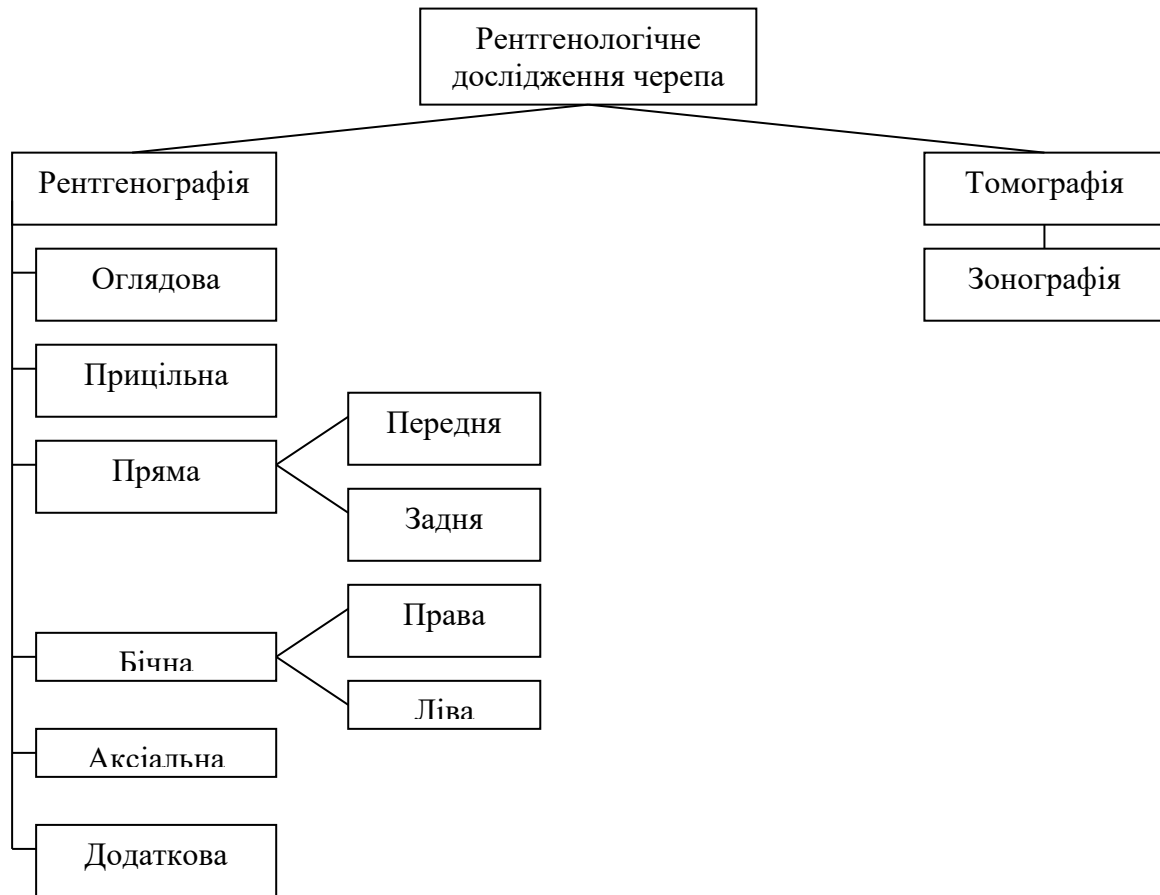 Рентгенологічне
дослідження черепа
Рентгенографія
Томографія
Оглядова
Зонографія
Прицільна
Передня
Пряма
Задня
Права
Бічна
Ліва
Аксіальна
Додаткова